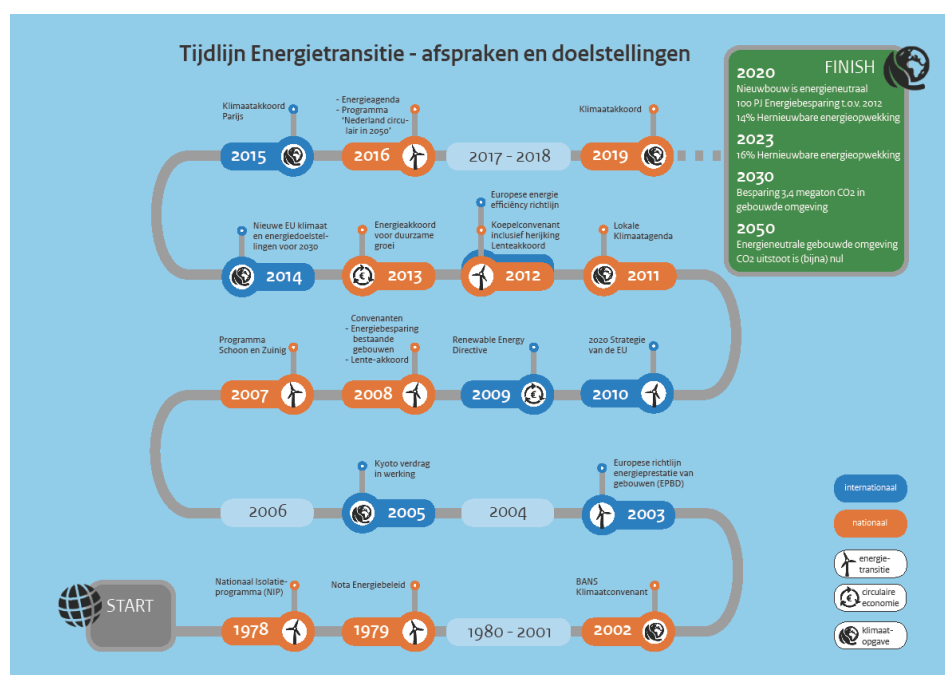 Tijdlijn Energietransitie - afspraken en doelstellingen
FINISH
2020
Nieuwbouw is energieneutraal
100 PJ Energiebesparing t.o.v. 2012
14% Hernieuwbare energieopwekking
2023
16% Hernieuwbare energieopwekking
2030
Besparing 3,4 megaton CO2 in
gebouwde omgeving
2050
Energieneutrale gebouwde omgeving
CO2 uitstoot is (bijna) nul
Klimaatakkoord
Parijs
2015
- Energieagenda
- Programma
'Nederland circu-
lair in 2050'
2016
2017 - 2018
Klimaatakkoord
2019
Nieuwe EU klimaat
en energiedoelstel-
lingen voor 2030
2014
Energieakkoord
voor duurzame
groei
2013
Europese energie
efficiëncy richtlijn
Koepelconvenant
inclusief herijking
Lenteakkoord
2012
Lokale
Klimaatagenda
2011
Programma
Schoon en Zuinig
2007
Convenanten
- Energiebesparing
bestaande
gebouwen
- Lente-akkoord
2008
Renewable Energy
Directive
2009
2020 Strategie
van de EU
2010
2006
Kyoto verdrag
in werking
2005
2004
Europese richtlijn
energieprestatie van
gebouwen (EPBD)
2003
START
Nationaal Isolatie-
programma (NIP)
1978
Nota Energiebeleid
1979
1980 - 2001
BANS
Klimaatconvenant
2002
internationaal
nationaal
energie-
transitie
circulaire
economie
klimaat-
opgave